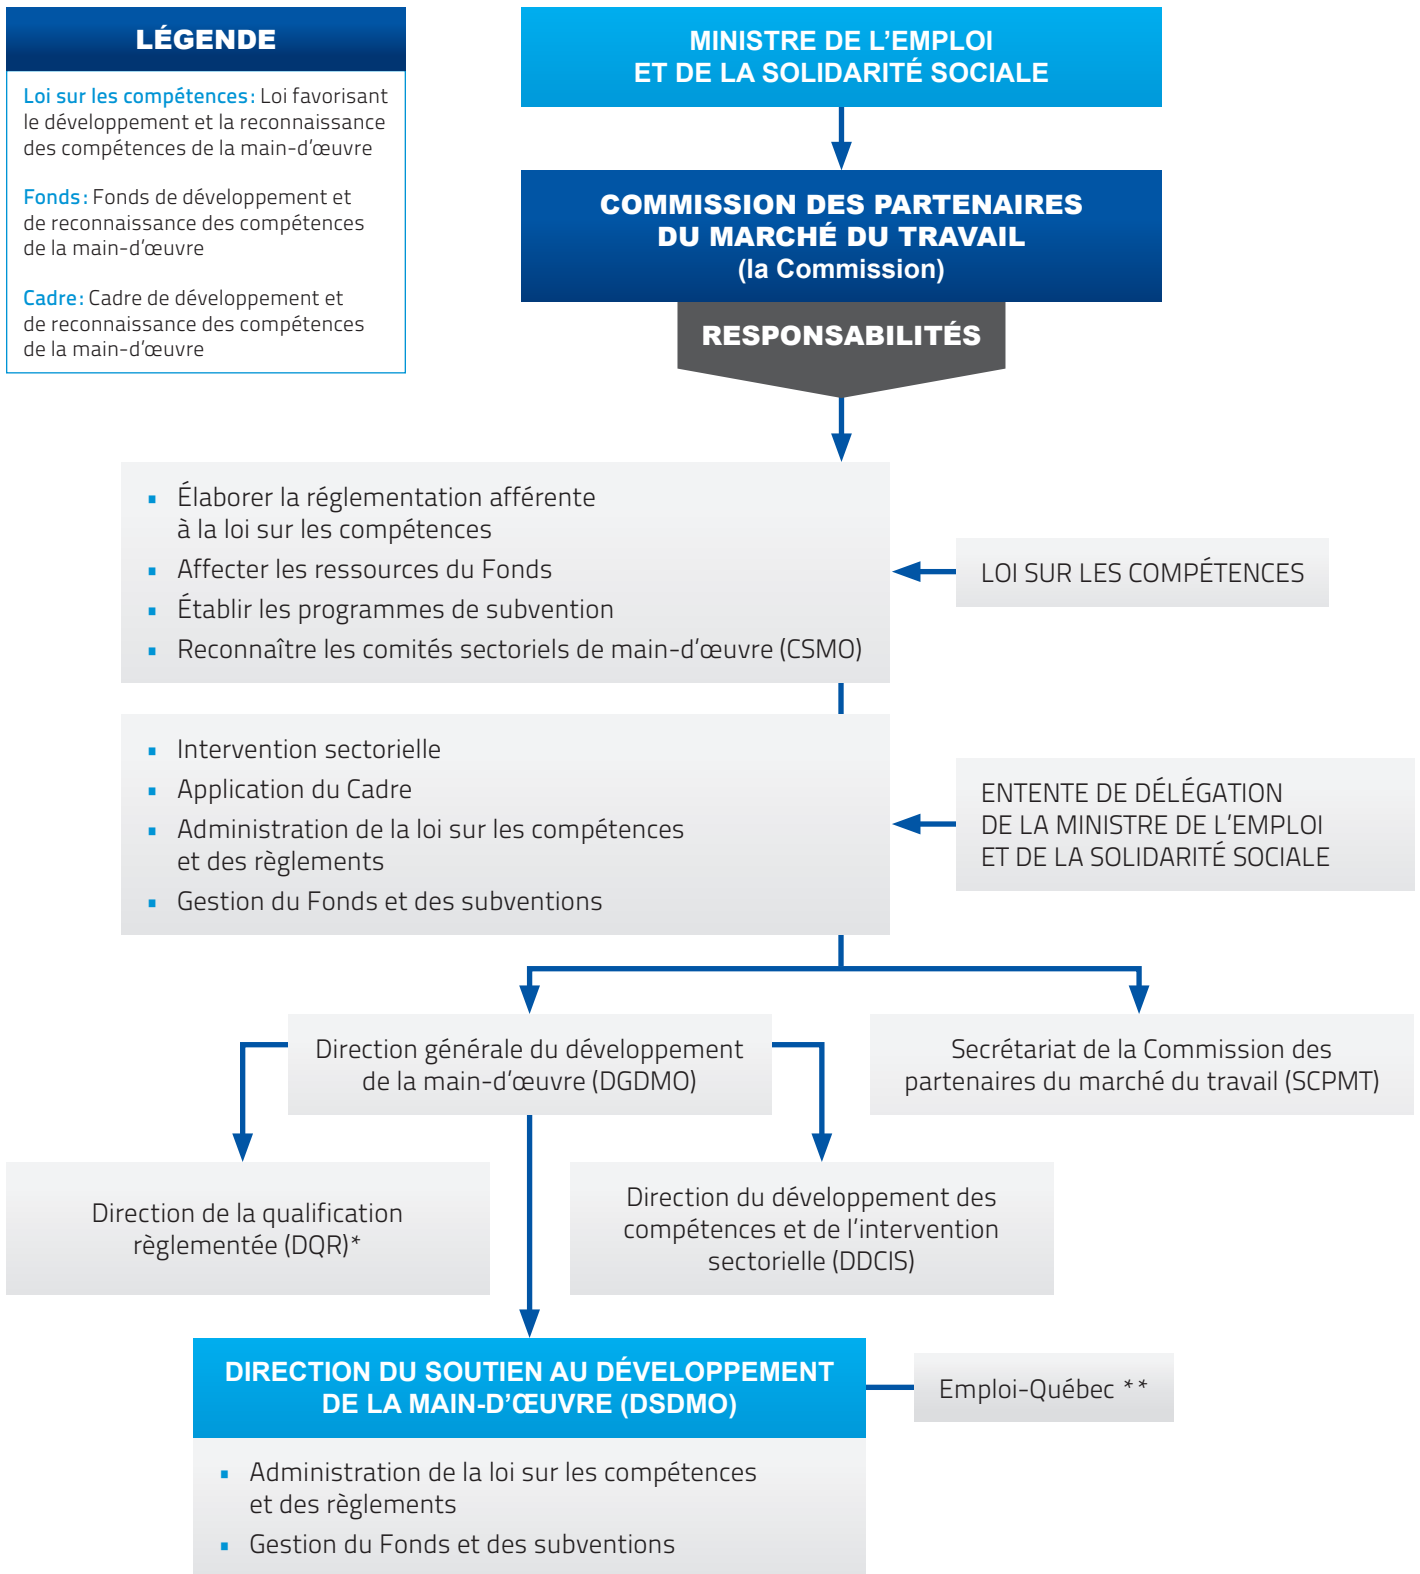 LÉGENDE
Loi sur les compétences : Loi favorisant
le développement et la reconnaissance
des compétences de la main-d’œuvre
Fonds : Fonds de développement et
de reconnaissance des compétences
de la main-d’œuvre
Cadre : Cadre de développement et
de reconnaissance des compétences
de la main-d’œuvre
MINISTRE DE L’EMPLOI
ET DE LA SOLIDARITÉ SOCIALE
COMMISSION DES PARTENAIRES
DU MARCHÉ DU TRAVAIL
(la Commission)
RESPONSABILITÉS
▪ Élaborer la réglementation afférente
à la loi sur les compétences
▪ Affecter les ressources du Fonds
▪ Établir les programmes de subvention
▪ Reconnaître les comités sectoriels de main-d’œuvre (CSMO)
LOI SUR LES COMPÉTENCES
▪ Intervention sectorielle
▪ Application du Cadre
▪ Administration de la loi sur les compétences
et des règlements
▪ Gestion du Fonds et des subventions
ENTENTE DE DÉLÉGATION
DE LA MINISTRE DE L’EMPLOI
ET DE LA SOLIDARITÉ SOCIALE
Direction générale du développement
de la main-d’œuvre (DGDMO)
Secrétariat de la Commission des
partenaires du marché du travail (SCPMT)
Direction de la qualification
règlementée (DQR)*
Direction du développement des
compétences et de l’intervention
sectorielle (DDCIS)
DIRECTION DU SOUTIEN AU DÉVELOPPEMENT
DE LA MAIN-D’ŒUVRE (DSDMO)
Emploi-Québec **
▪ Administration de la loi sur les compétences
et des règlements
▪ Gestion du Fonds et des subventions